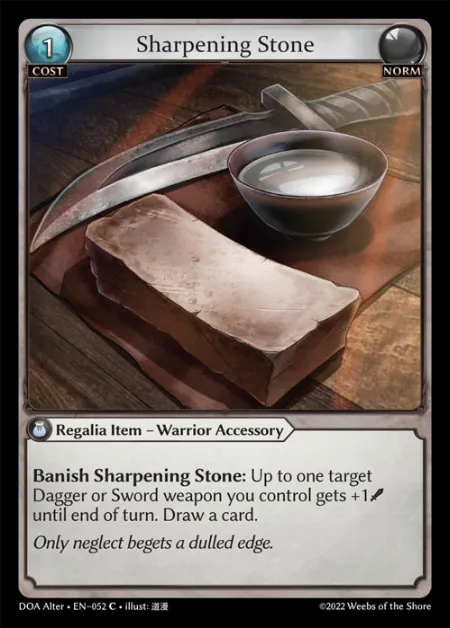 1
Sharpening Stone
COST
NORM
Regalia Item – Warrior Accessory
Banish Sharpening Stone: Up to one target
Dagger or Sword weapon you control gets +1
until end of turn. Draw a card.
Only neglect begets a dulled edge.
DOA Alter • EN-052 C • illust: 道漫
©2022 Weebs of the Shore